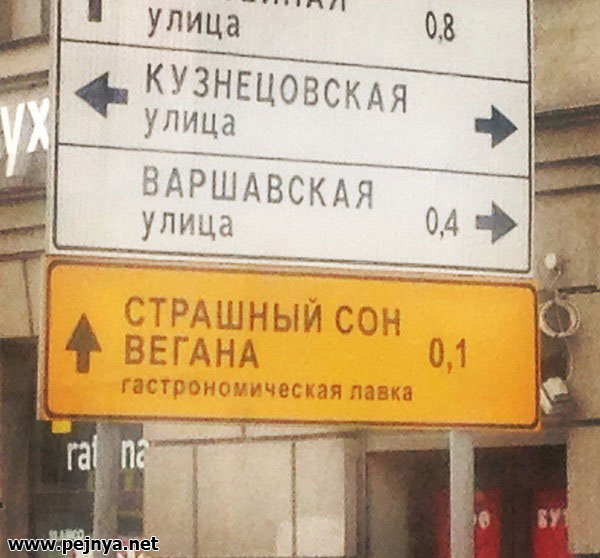 улица 0,8
КУЗНЕЦОВСКАЯ
улица
ВАРШАВСКАЯ
улица 0,4
СТРАШНЫЙ СОН
ВЕГАНА 0,1
гастрономическая лавка
www.pejnya.net